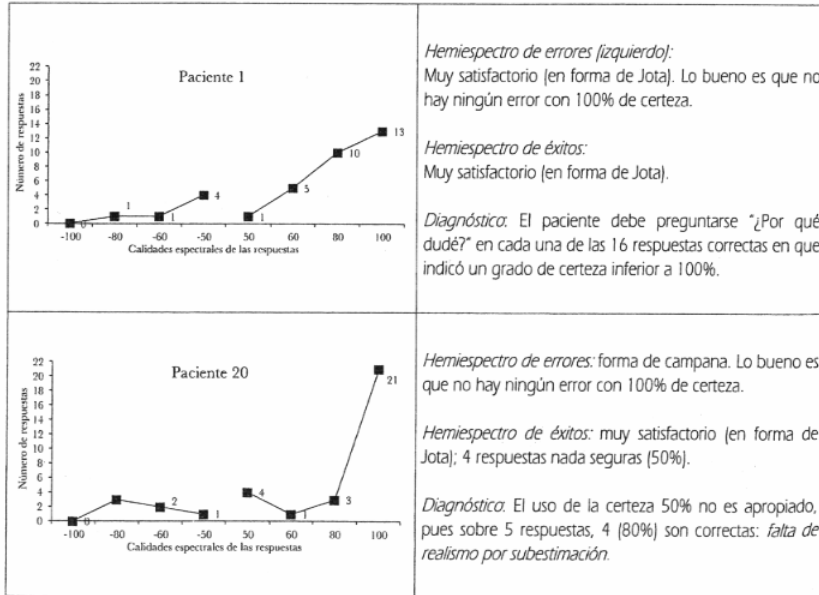 Paciente 1
Número de respuestas
22
20
18
16
14
12
10
8
6
4
2
0
0
1
1
4
1
5
10
13
-100 -80 -60 -50 50 60 80 100
Calidades espectrales de las respuestas
Hemiespectro de errores (izquierdo):
Muy satisfactorio (en forma de Jota). Lo bueno es que no
hay ningún error con 100% de certeza.
Hemiespectro de éxitos:
Muy satisfactorio (en forma de Jota).
Diagnóstico: El paciente debe preguntarse "¿Por qué
dudé?" en cada una de las 16 respuestas correctas en que
indicó un grado de certeza inferior a 100%.
Paciente 20
Número de respuestas
22
20
18
16
14
12
10
8
6
4
2
0
0
2
1
4
1
3
21
-100 -80 -60 -50 50 60 80 100
Calidades espectrales de las respuestas
Hemiespectro de errores: forma de campana. Lo bueno es
que no hay ningún error con 100% de certeza.
Hemiespectro de éxitos: muy satisfactorio (en forma de
Jota); 4 respuestas nada seguras (50%).
Diagnóstico: El uso de la certeza 50% no es apropiado,
pues sobre 5 respuestas, 4 (80%) son correctas: falta de
realismo por subestimación.